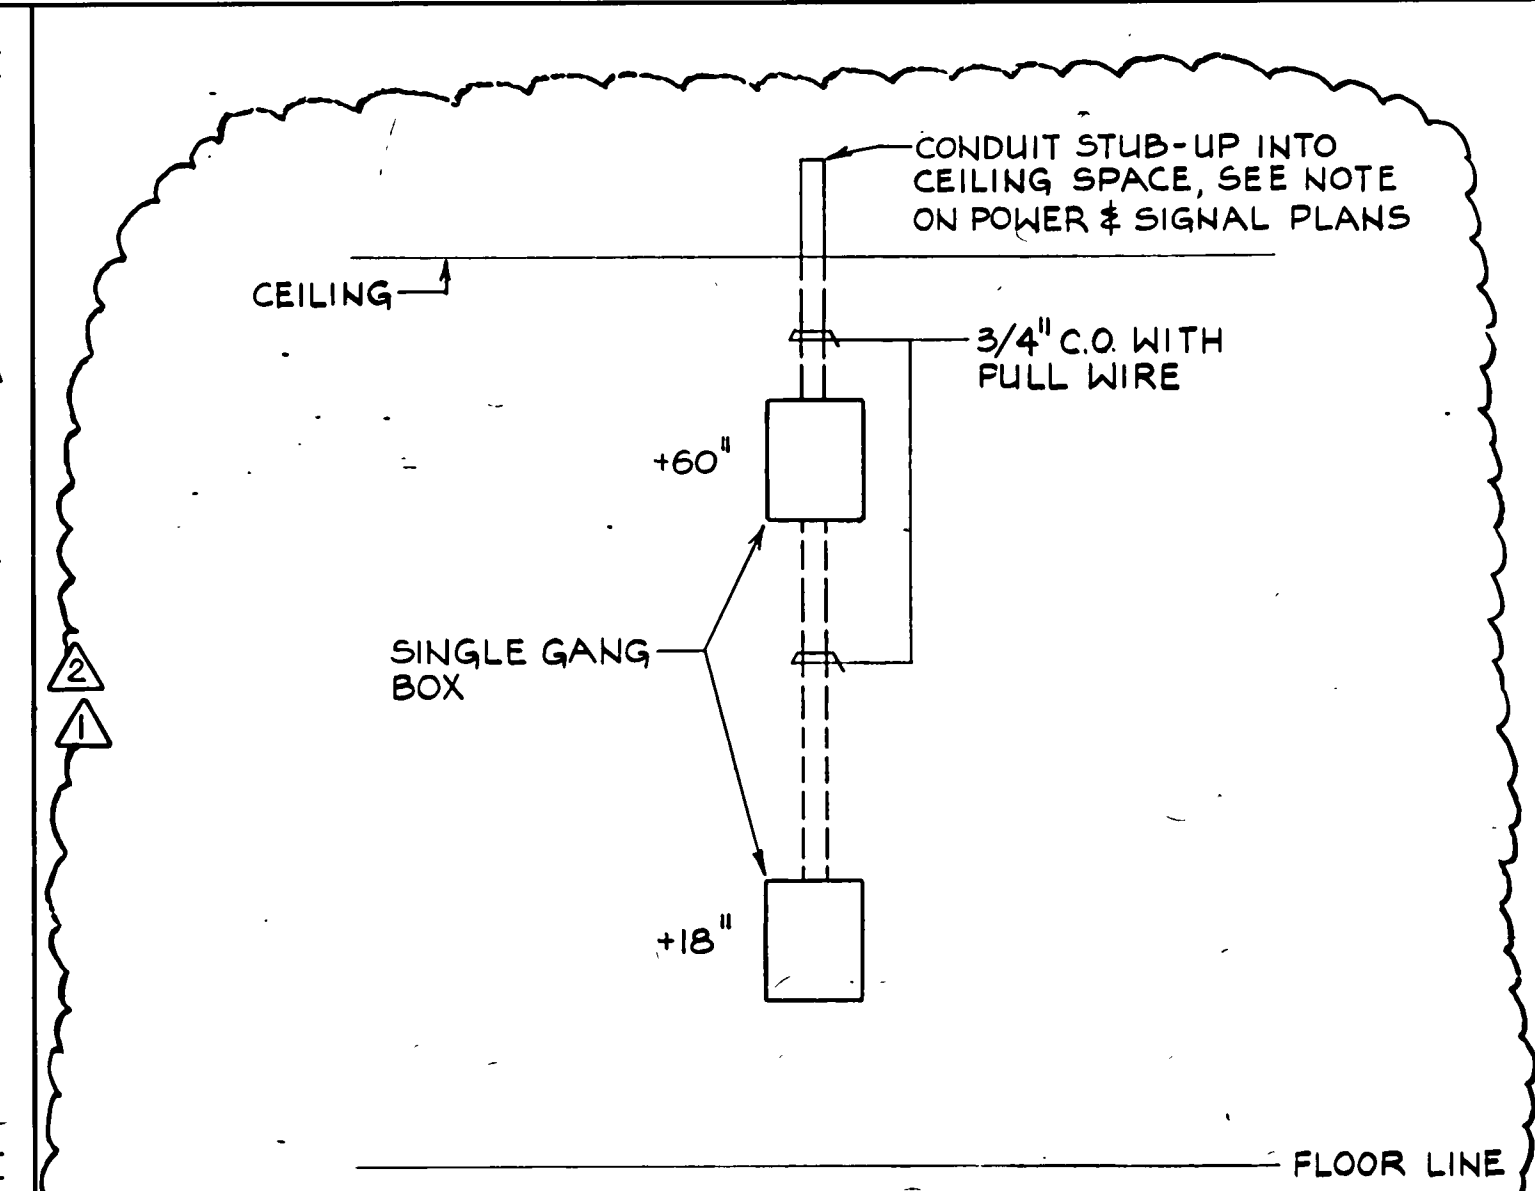 CONDUIT STUB-UP INTO
CEILING SPACE, SEE NOTE
ON POWER & SIGNAL PLANS
CEILING
3/4" C.O. WITH
PULL WIRE
+60"
SINGLE GANG
BOX
2
1
+18"
FLOOR LINE